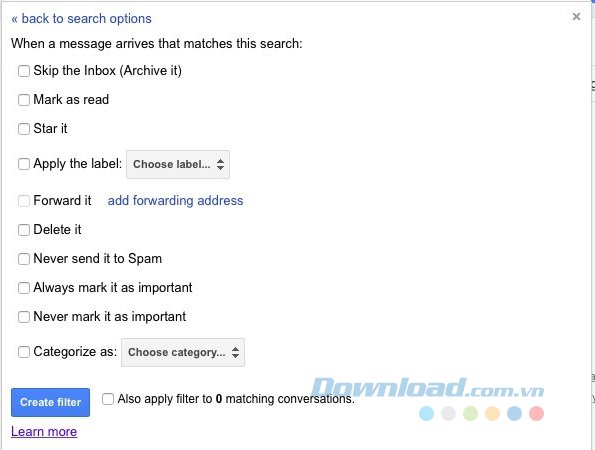 « back to search options
×
When a message arrives that matches this search:
Skip the Inbox (Archive it)
Mark as read
Star it
Apply the label: Choose label...
Forward it add forwarding address
Delete it
Never send it to Spam
Always mark it as important
Never mark it as important
Categorize as: Choose category...
Download.com.vn
Create filter Also apply filter to 0 matching conversations.
Learn more